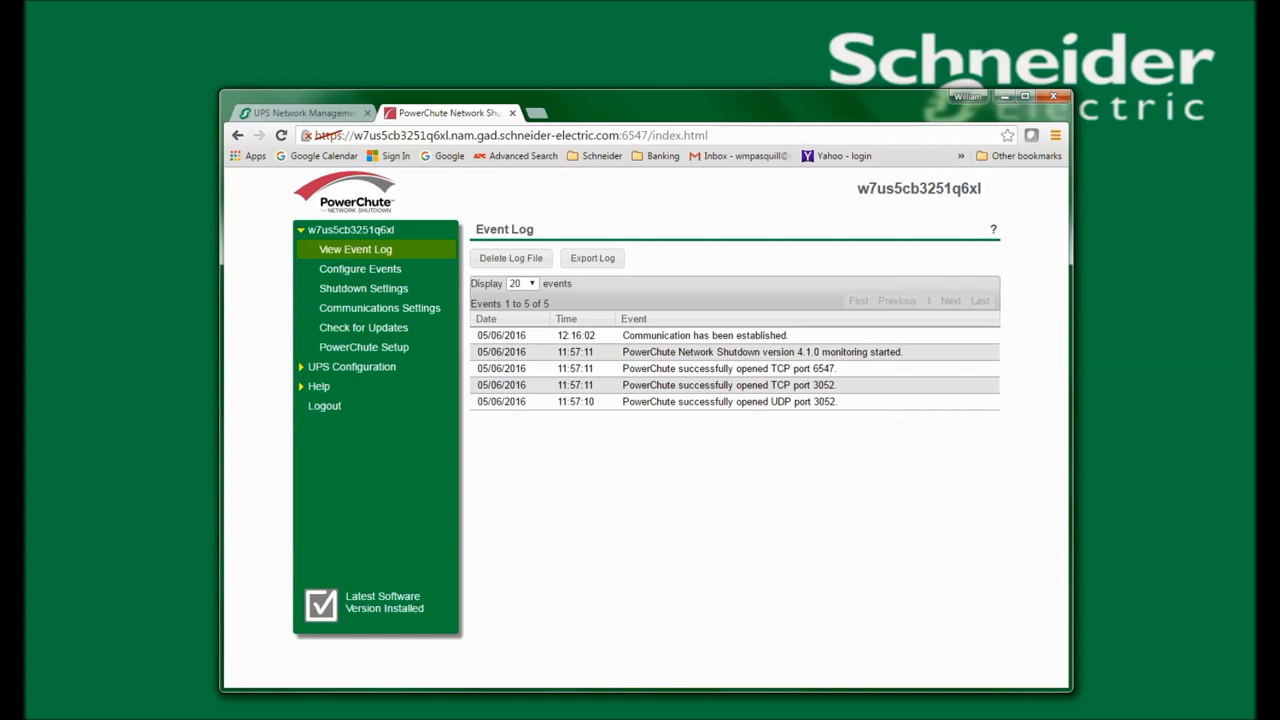 Schneider
Electric
William
UPS Network Manageme
PowerChute Network Shu
https://w7us5cb3251q6xl.nam.gad.schneider-electric.com:6547/index.html
Apps Google Calendar Sign In Google Advanced Search Schneider Banking Inbox - wmpasquill@ Yahoo - login » Other bookmarks
PowerChute™
NETWORK SHUTDOWN
w7us5cb3251q6xl
w7us5cb3251q6xl
View Event Log
Configure Events
Shutdown Settings
Communications Settings
Check for Updates
PowerChute Setup
UPS Configuration
Help
Logout
Latest Software
Version Installed
Event Log ?
Delete Log File Export Log
Display 20 events
Events 1 to 5 of 5 First Previous 1 Next Last
Date Time Event
05/06/2016 12:16:02 Communication has been established.
05/06/2016 11:57:11 PowerChute Network Shutdown version 4.1.0 monitoring started.
05/06/2016 11:57:11 PowerChute successfully opened TCP port 6547.
05/06/2016 11:57:11 PowerChute successfully opened TCP port 3052.
05/06/2016 11:57:10 PowerChute successfully opened UDP port 3052.